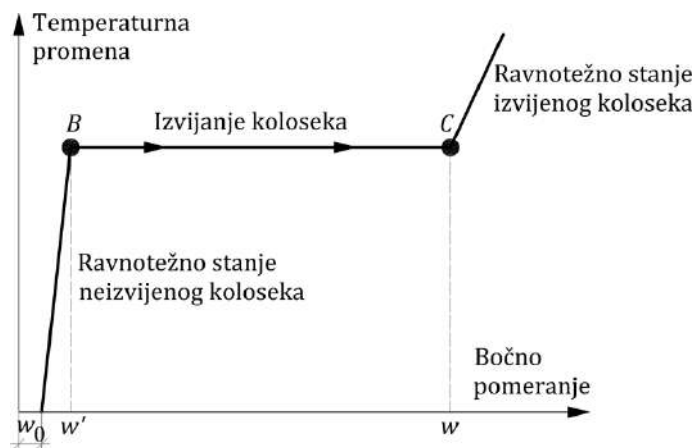 Temperaturna
promena
Ravnotežno stanje
izvijenog koloseka
B
Izvijanje koloseka
C
Ravnotežno stanje
neizvijenog koloseka
Bočno
pomeranje
w₀
w′
w